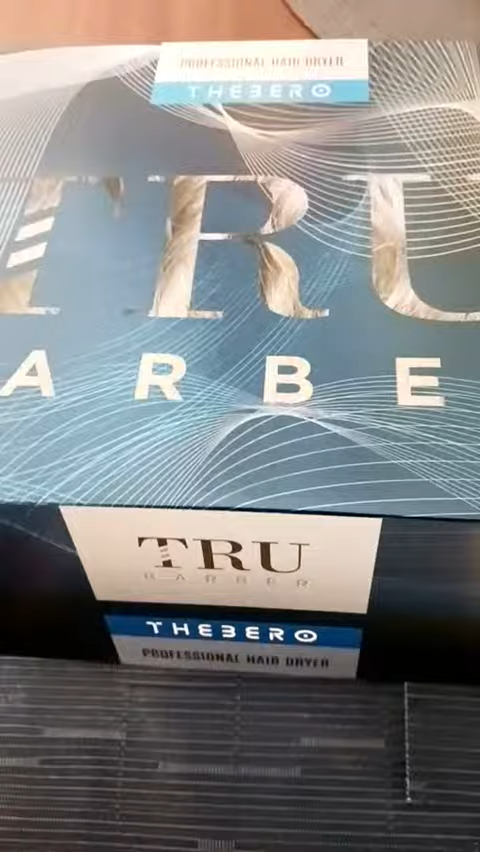 PROFESSIONAL HAIR DRYER
THEBERO
TRU
ARBE
TRU
BARBER
THEBERO
PROFESSIONAL HAIR DRYER